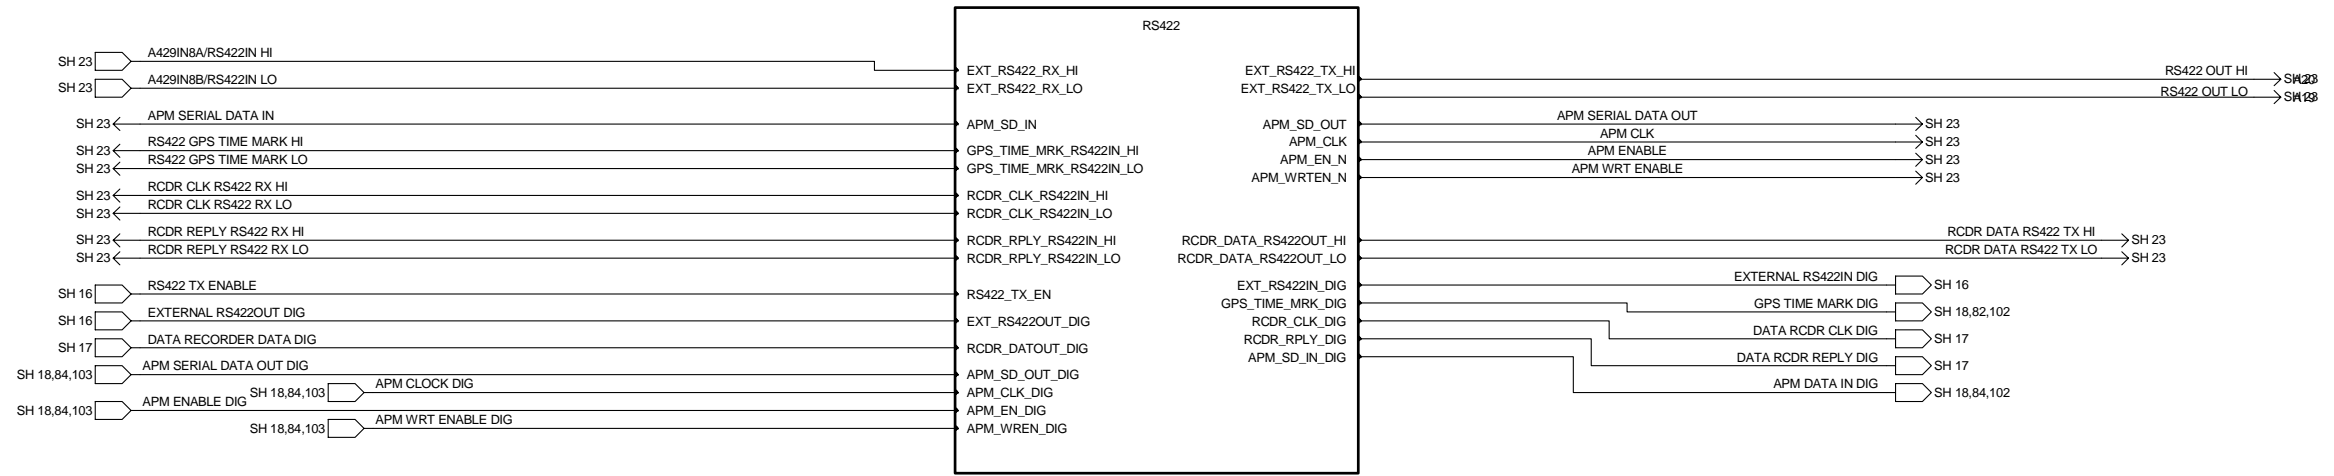 RS422
SH 23 A429IN8A/RS422IN HI EXT_RS422_RX_HI
SH 23 A429IN8B/RS422IN LO EXT_RS422_RX_LO
SH 23 APM SERIAL DATA IN APM_SD_IN
SH 23 RS422 GPS TIME MARK HI GPS_TIME_MRK_RS422IN_HI
SH 23 RS422 GPS TIME MARK LO GPS_TIME_MRK_RS422IN_LO
SH 23 RCDR CLK RS422 RX HI RCDR_CLK_RS422IN_HI
SH 23 RCDR CLK RS422 RX LO RCDR_CLK_RS422IN_LO
SH 23 RCDR REPLY RS422 RX HI RCDR_RPLY_RS422IN_HI
SH 23 RCDR REPLY RS422 RX LO RCDR_RPLY_RS422IN_LO
SH 16 RS422 TX ENABLE RS422_TX_EN
SH 16 EXTERNAL RS422OUT DIG EXT_RS422OUT_DIG
SH 17 DATA RECORDER DATA DIG RCDR_DATOUT_DIG
SH 18,84,103 APM SERIAL DATA OUT DIG APM_SD_OUT_DIG
SH 18,84,103 APM CLOCK DIG APM_CLK_DIG
SH 18,84,103 APM ENABLE DIG APM_EN_DIG
SH 18,84,103 APM WRT ENABLE DIG APM_WREN_DIG
EXT_RS422_TX_HI RS422 OUT HI
EXT_RS422_TX_LO RS422 OUT LO
APM_SD_OUT APM SERIAL DATA OUT SH 23
APM_CLK APM CLK SH 23
APM_EN_N APM ENABLE SH 23
APM_WRTEN_N APM WRT ENABLE SH 23
RCDR_DATA_RS422OUT_HI RCDR DATA RS422 TX HI SH 23
RCDR_DATA_RS422OUT_LO RCDR DATA RS422 TX LO SH 23
EXT_RS422IN_DIG EXTERNAL RS422IN DIG SH 16
GPS_TIME_MRK_DIG GPS TIME MARK DIG SH 18,82,102
RCDR_CLK_DIG DATA RCDR CLK DIG SH 17
RCDR_RPLY_DIG DATA RCDR REPLY DIG SH 17
APM_SD_IN_DIG APM DATA IN DIG SH 18,84,102